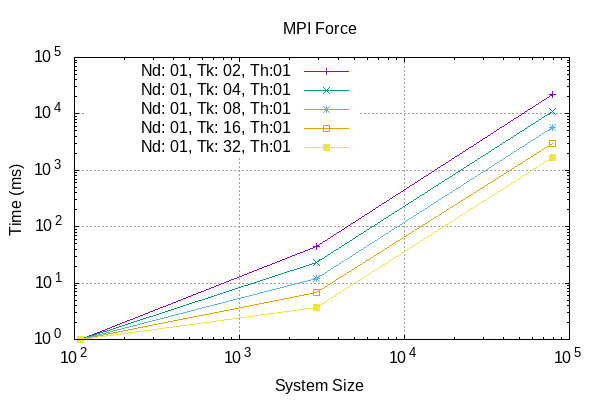 MPI Force
Nd: 01, Tk: 02, Th:01
Nd: 01, Tk: 04, Th:01
Nd: 01, Tk: 08, Th:01
Nd: 01, Tk: 16, Th:01
Nd: 01, Tk: 32, Th:01
Time (ms)
10^5
10^4
10^3
10^2
10^1
10^0
10^2 10^3 10^4 10^5
System Size